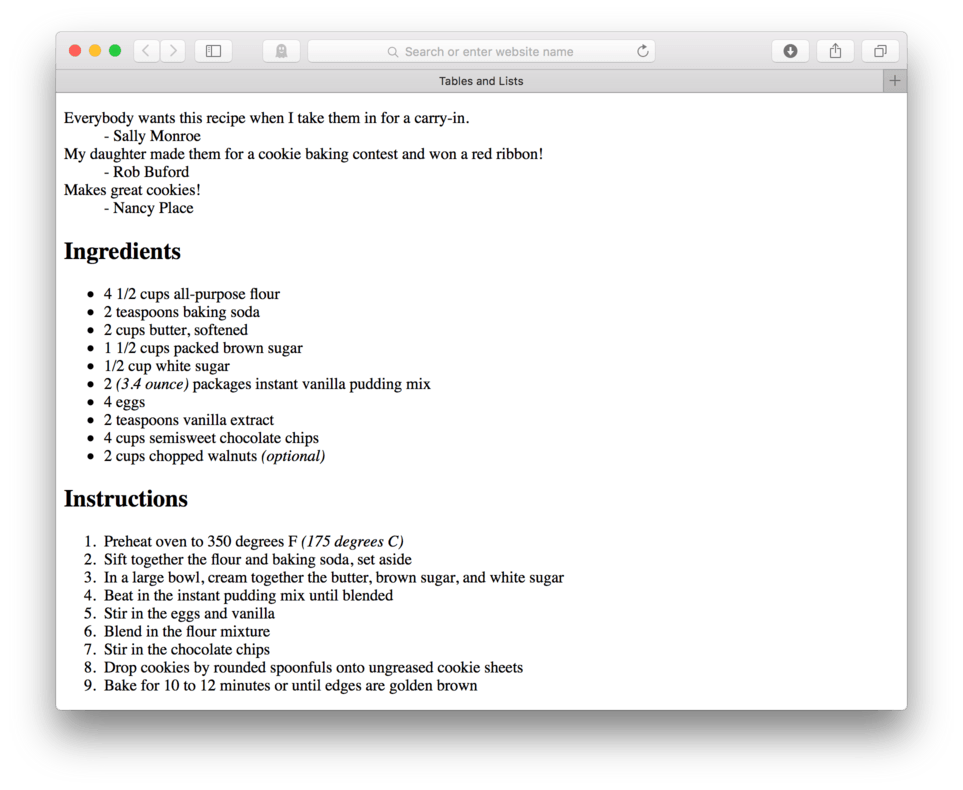 Search or enter website name
Tables and Lists
Everybody wants this recipe when I take them in for a carry-in.
- Sally Monroe
My daughter made them for a cookie baking contest and won a red ribbon!
- Rob Buford
Makes great cookies!
- Nancy Place
Ingredients
• 4 1/2 cups all-purpose flour
• 2 teaspoons baking soda
• 2 cups butter, softened
• 1 1/2 cups packed brown sugar
• 1/2 cup white sugar
• 2 (3.4 ounce) packages instant vanilla pudding mix
• 4 eggs
• 2 teaspoons vanilla extract
• 4 cups semisweet chocolate chips
• 2 cups chopped walnuts (optional)
Instructions
1. Preheat oven to 350 degrees F (175 degrees C)
2. Sift together the flour and baking soda, set aside
3. In a large bowl, cream together the butter, brown sugar, and white sugar
4. Beat in the instant pudding mix until blended
5. Stir in the eggs and vanilla
6. Blend in the flour mixture
7. Stir in the chocolate chips
8. Drop cookies by rounded spoonfuls onto ungreased cookie sheets
9. Bake for 10 to 12 minutes or until edges are golden brown